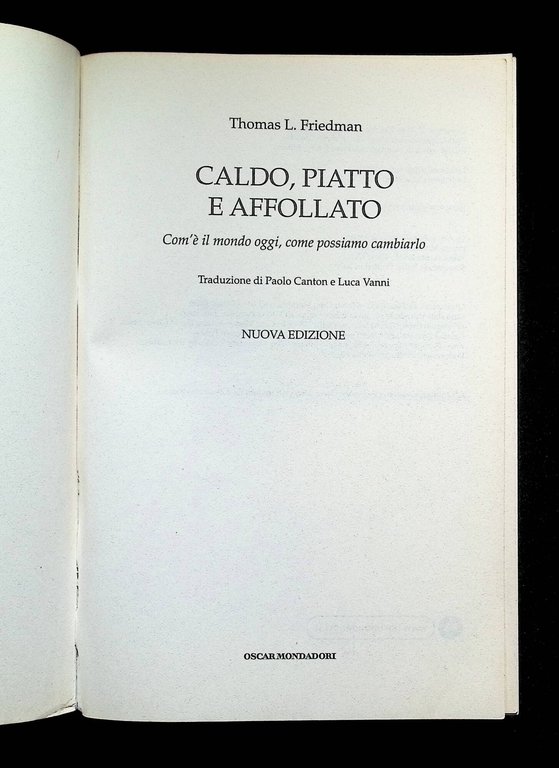 Thomas L. Friedman
CALDO, PIATTO
E AFFOLLATO
Com'è il mondo oggi, come possiamo cambiarlo
Traduzione di Paolo Canton e Luca Vanni
NUOVA EDIZIONE
OSCAR MONDADORI